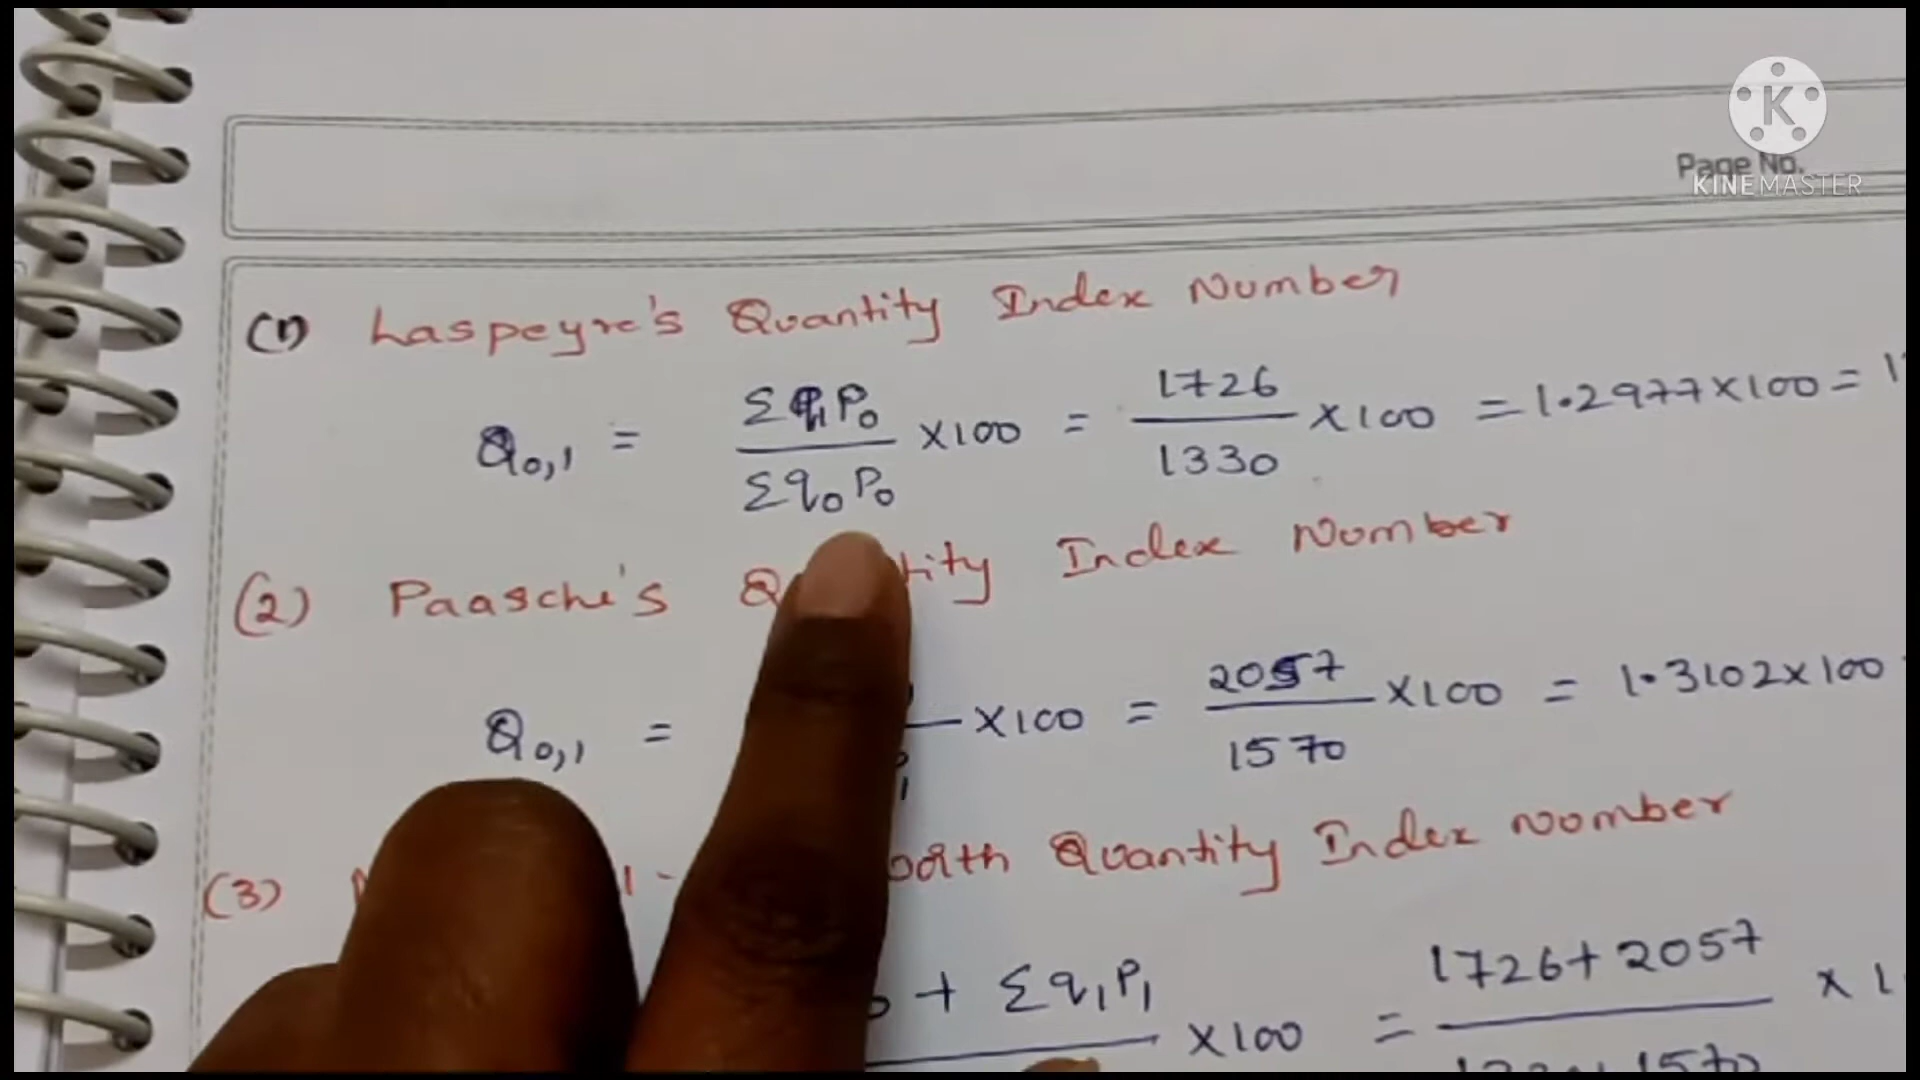 K
Page No.
KINEMASTER
(1) Laspeyre's Quantity Index Number
Q0,1 = Σq1P0 / Σq0P0 ×100 = 1726 / 1330 ×100 = 1.2977×100 = 1
(2) Paasche's Index Number
Q0,1 = ×100 = 2057 / 1570 ×100 = 1.3102×100
(3) Quantity Index Number
+ Σq1P1 ×100 = 1726+2057 / 1570